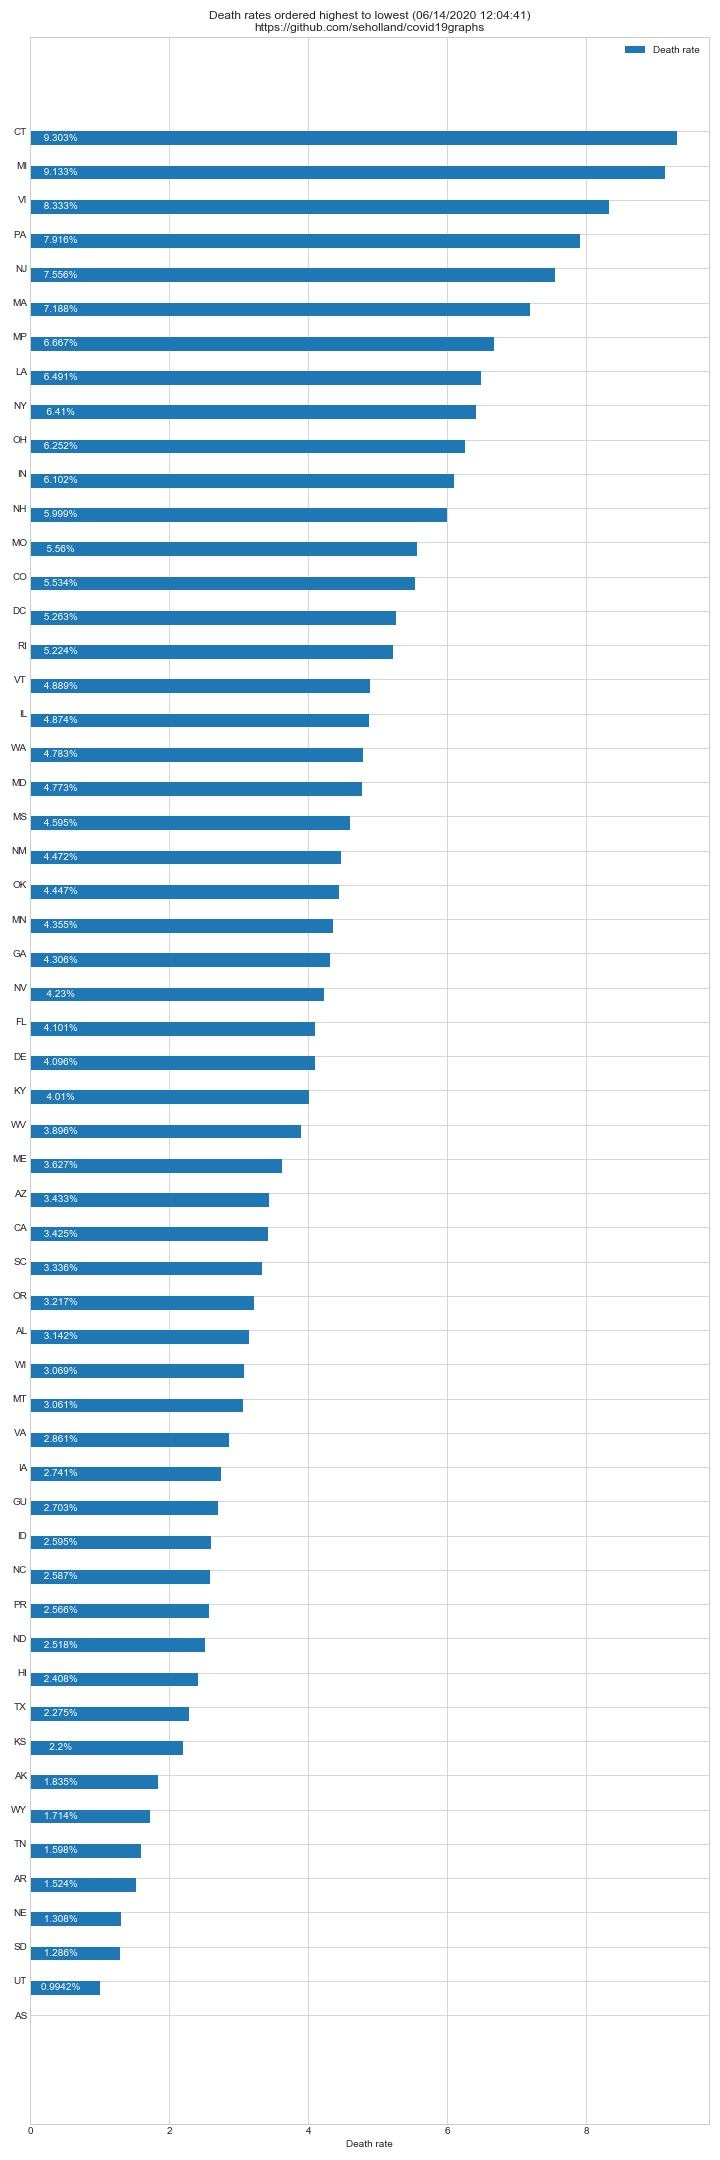 Death rates ordered highest to lowest (06/14/2020 12:04:41)
https://github.com/seholland/covid19graphs
Death rate
CT 9.303%
MI 9.133%
VI 8.333%
PA 7.916%
NJ 7.556%
MA 7.188%
MP 6.667%
LA 6.491%
NY 6.41%
OH 6.252%
IN 6.102%
NH 5.999%
MO 5.56%
CO 5.534%
DC 5.263%
RI 5.224%
VT 4.889%
IL 4.874%
WA 4.783%
MD 4.773%
MS 4.595%
NM 4.472%
OK 4.447%
MN 4.355%
GA 4.306%
NV 4.23%
FL 4.101%
DE 4.096%
KY 4.01%
WV 3.896%
ME 3.627%
AZ 3.433%
CA 3.425%
SC 3.336%
OR 3.217%
AL 3.142%
WI 3.069%
MT 3.061%
VA 2.861%
IA 2.741%
GU 2.703%
ID 2.595%
NC 2.587%
PR 2.566%
ND 2.518%
HI 2.408%
TX 2.275%
KS 2.2%
AK 1.835%
WY 1.714%
TN 1.598%
AR 1.524%
NE 1.308%
SD 1.286%
UT 0.9942%
AS
0 2 4 6 8
Death rate